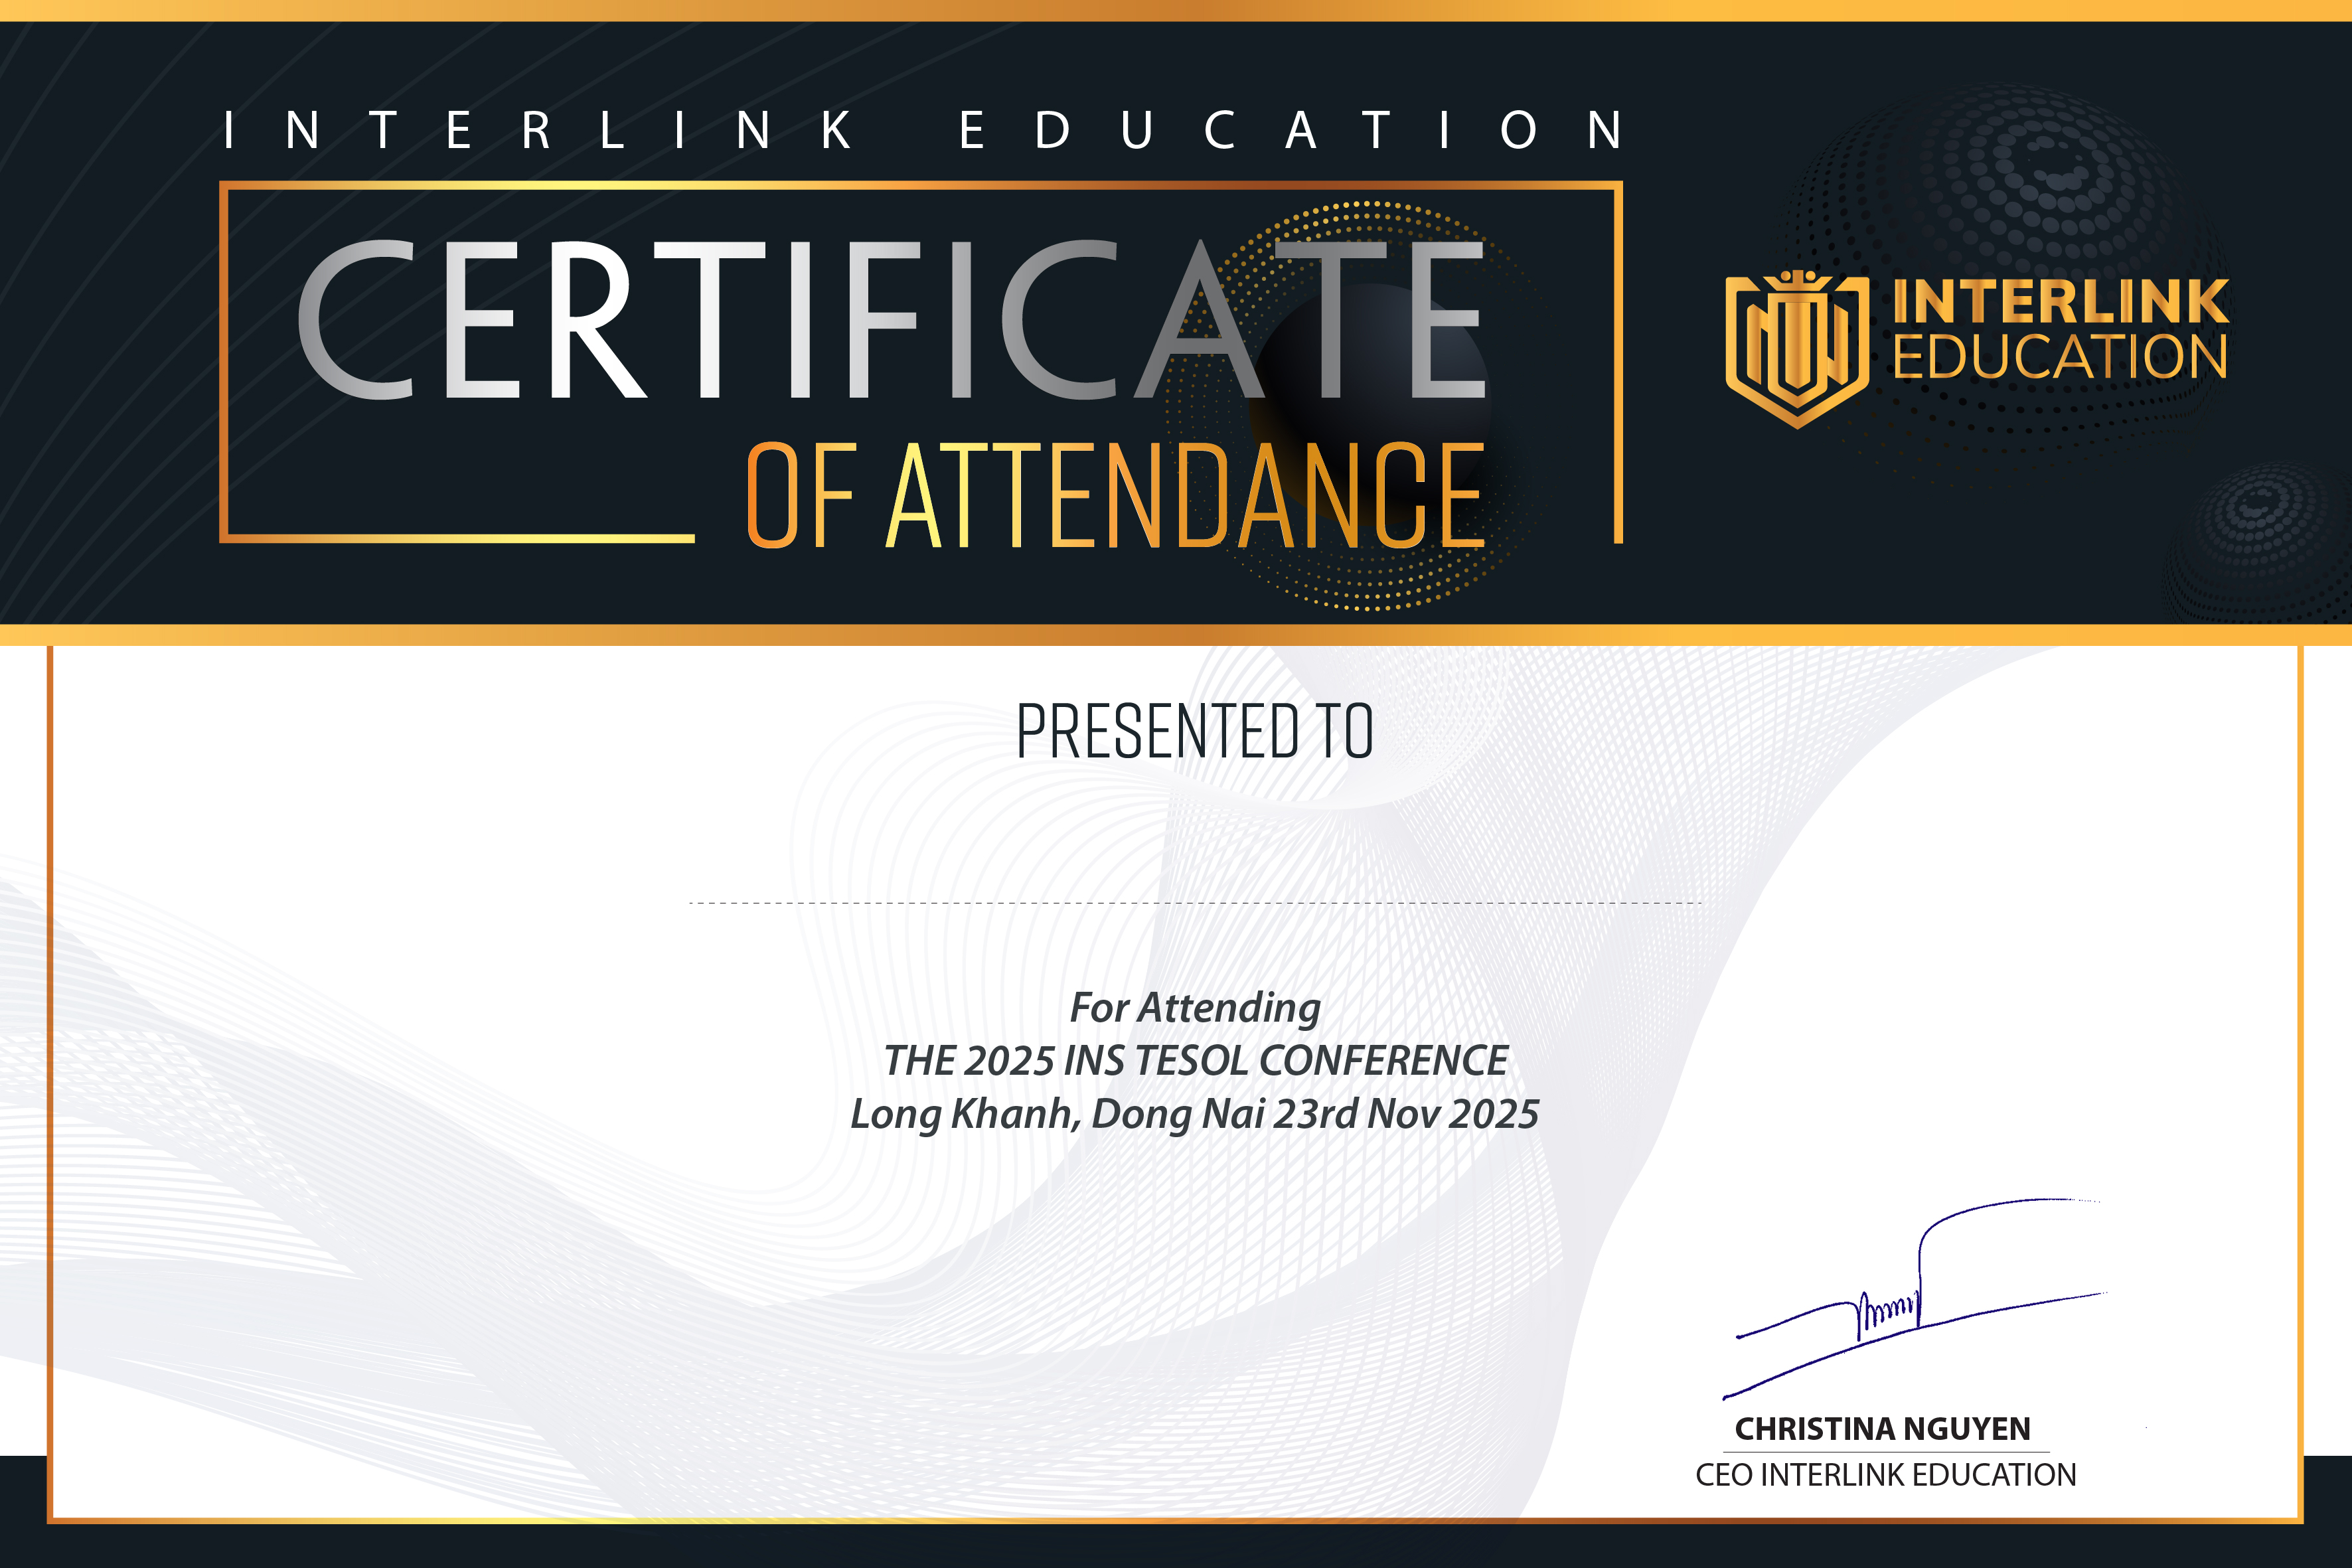 INTERLINK EDUCATION
CERTIFICATE
OF ATTENDANCE
INTERLINK
EDUCATION
PRESENTED TO
For Attending
THE 2025 INS TESOL CONFERENCE
Long Khanh, Dong Nai 23rd Nov 2025
CHRISTINA NGUYEN
CEO INTERLINK EDUCATION